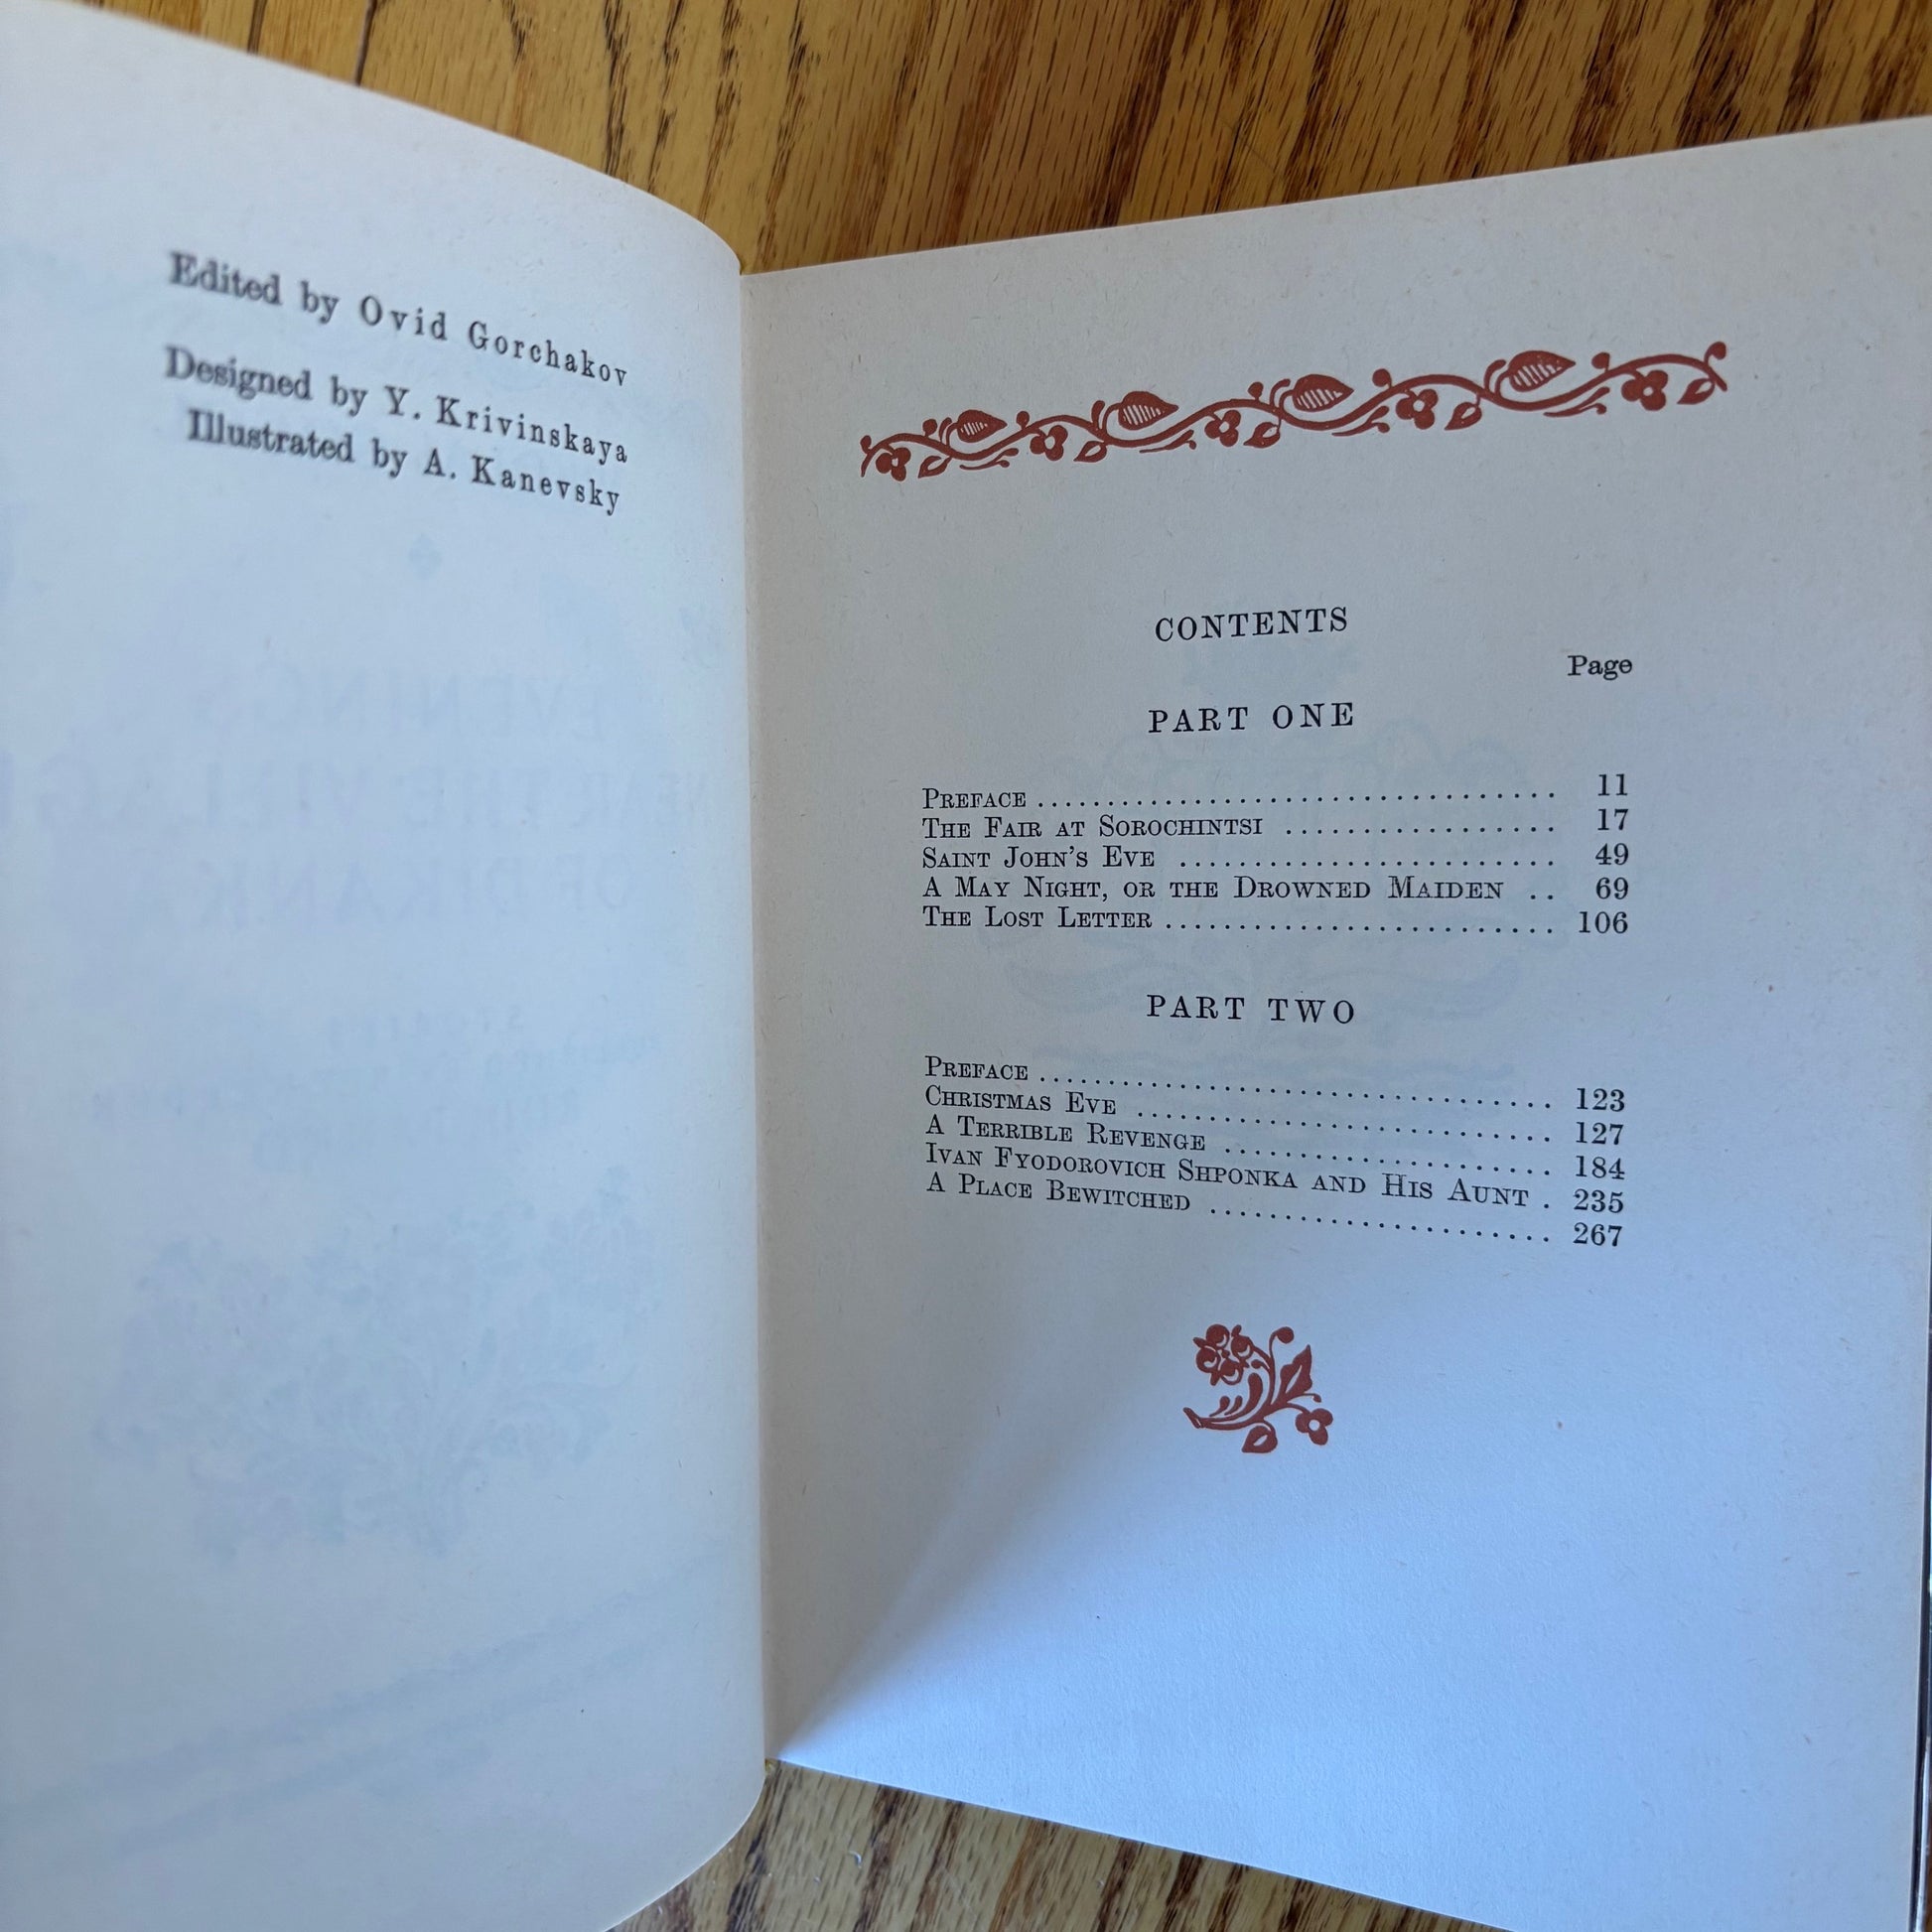 Edited by Ovid Gorchakov
Designed by Y. Krivinskaya
Illustrated by A. Kanevsky
CONTENTS
Page
PART ONE
PREFACE .................................... 11
THE FAIR AT SOROCHINTSI .................. 17
SAINT JOHN'S EVE .......................... 49
A MAY NIGHT, OR THE DROWNED MAIDEN .. 69
THE LOST LETTER ........................... 106
PART TWO
PREFACE .................................... 123
CHRISTMAS EVE ............................. 127
A TERRIBLE REVENGE ....................... 184
IVAN FYODOROVICH SHPONKA AND HIS AUNT . 235
A PLACE BEWITCHED ........................ 267